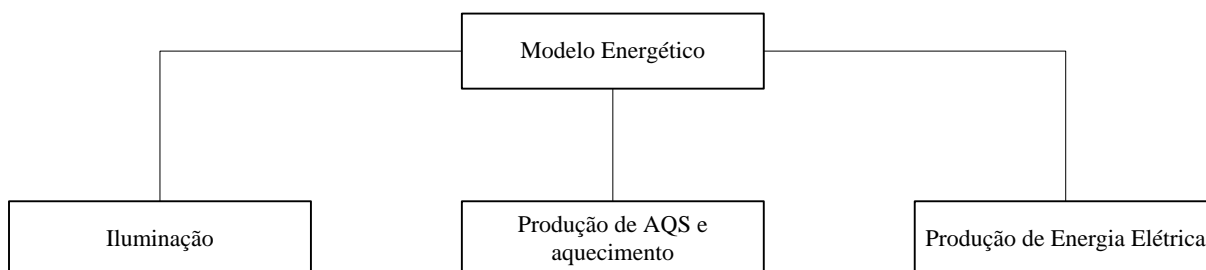 Modelo Energético
Iluminação
Produção de AQS e
aquecimento
Produção de Energia Elétrica